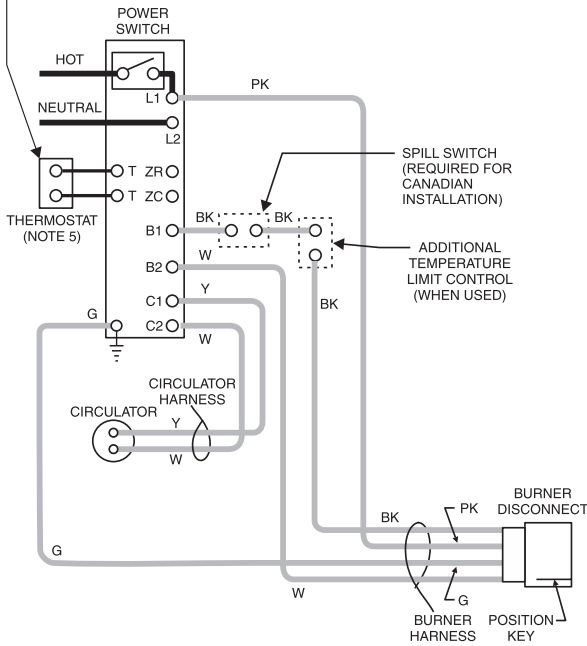 POWER
SWITCH
HOT
L1
PK
NEUTRAL
L2
T ZR
T ZC
THERMOSTAT
(NOTE 5)
SPILL SWITCH
(REQUIRED FOR
CANADIAN
INSTALLATION)
B1
BK
BK
B2
W
ADDITIONAL
TEMPERATURE
LIMIT CONTROL
(WHEN USED)
C1
Y
BK
G
C2
W
CIRCULATOR
HARNESS
CIRCULATOR
Y
W
BURNER
DISCONNECT
BK
PK
G
W
G
BURNER
HARNESS
POSITION
KEY